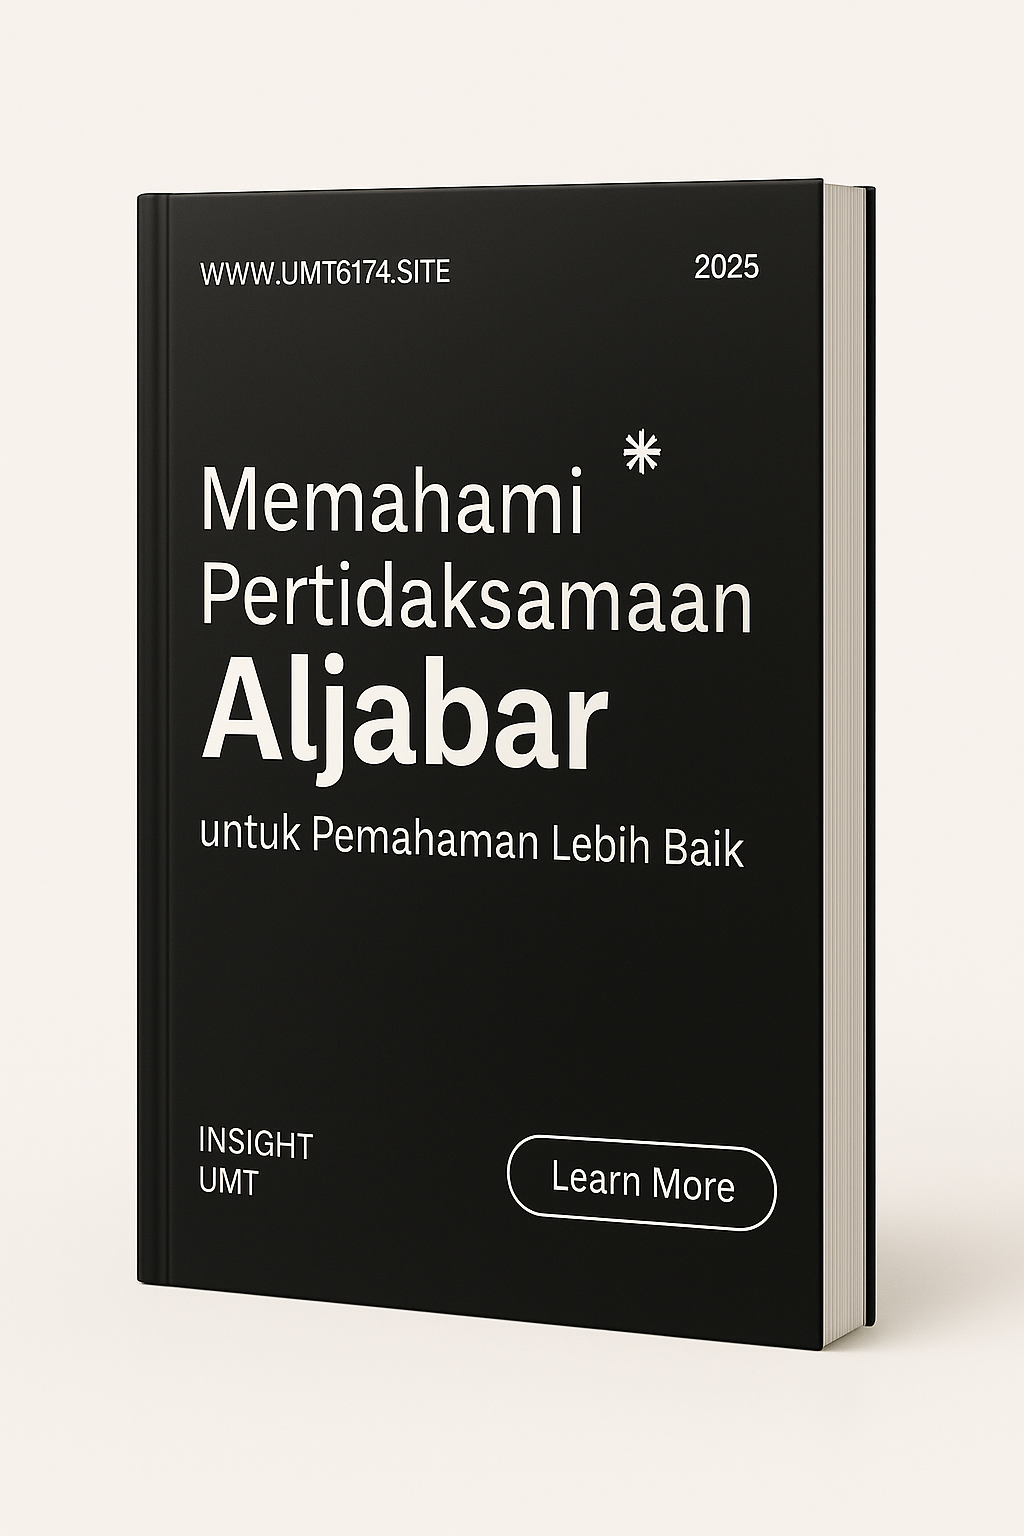 WWW.UMT6174.SITE
2025
Memahami
Pertidaksamaan
Aljabar
untuk Pemahaman Lebih Baik
INSIGHT
UMT
Learn More